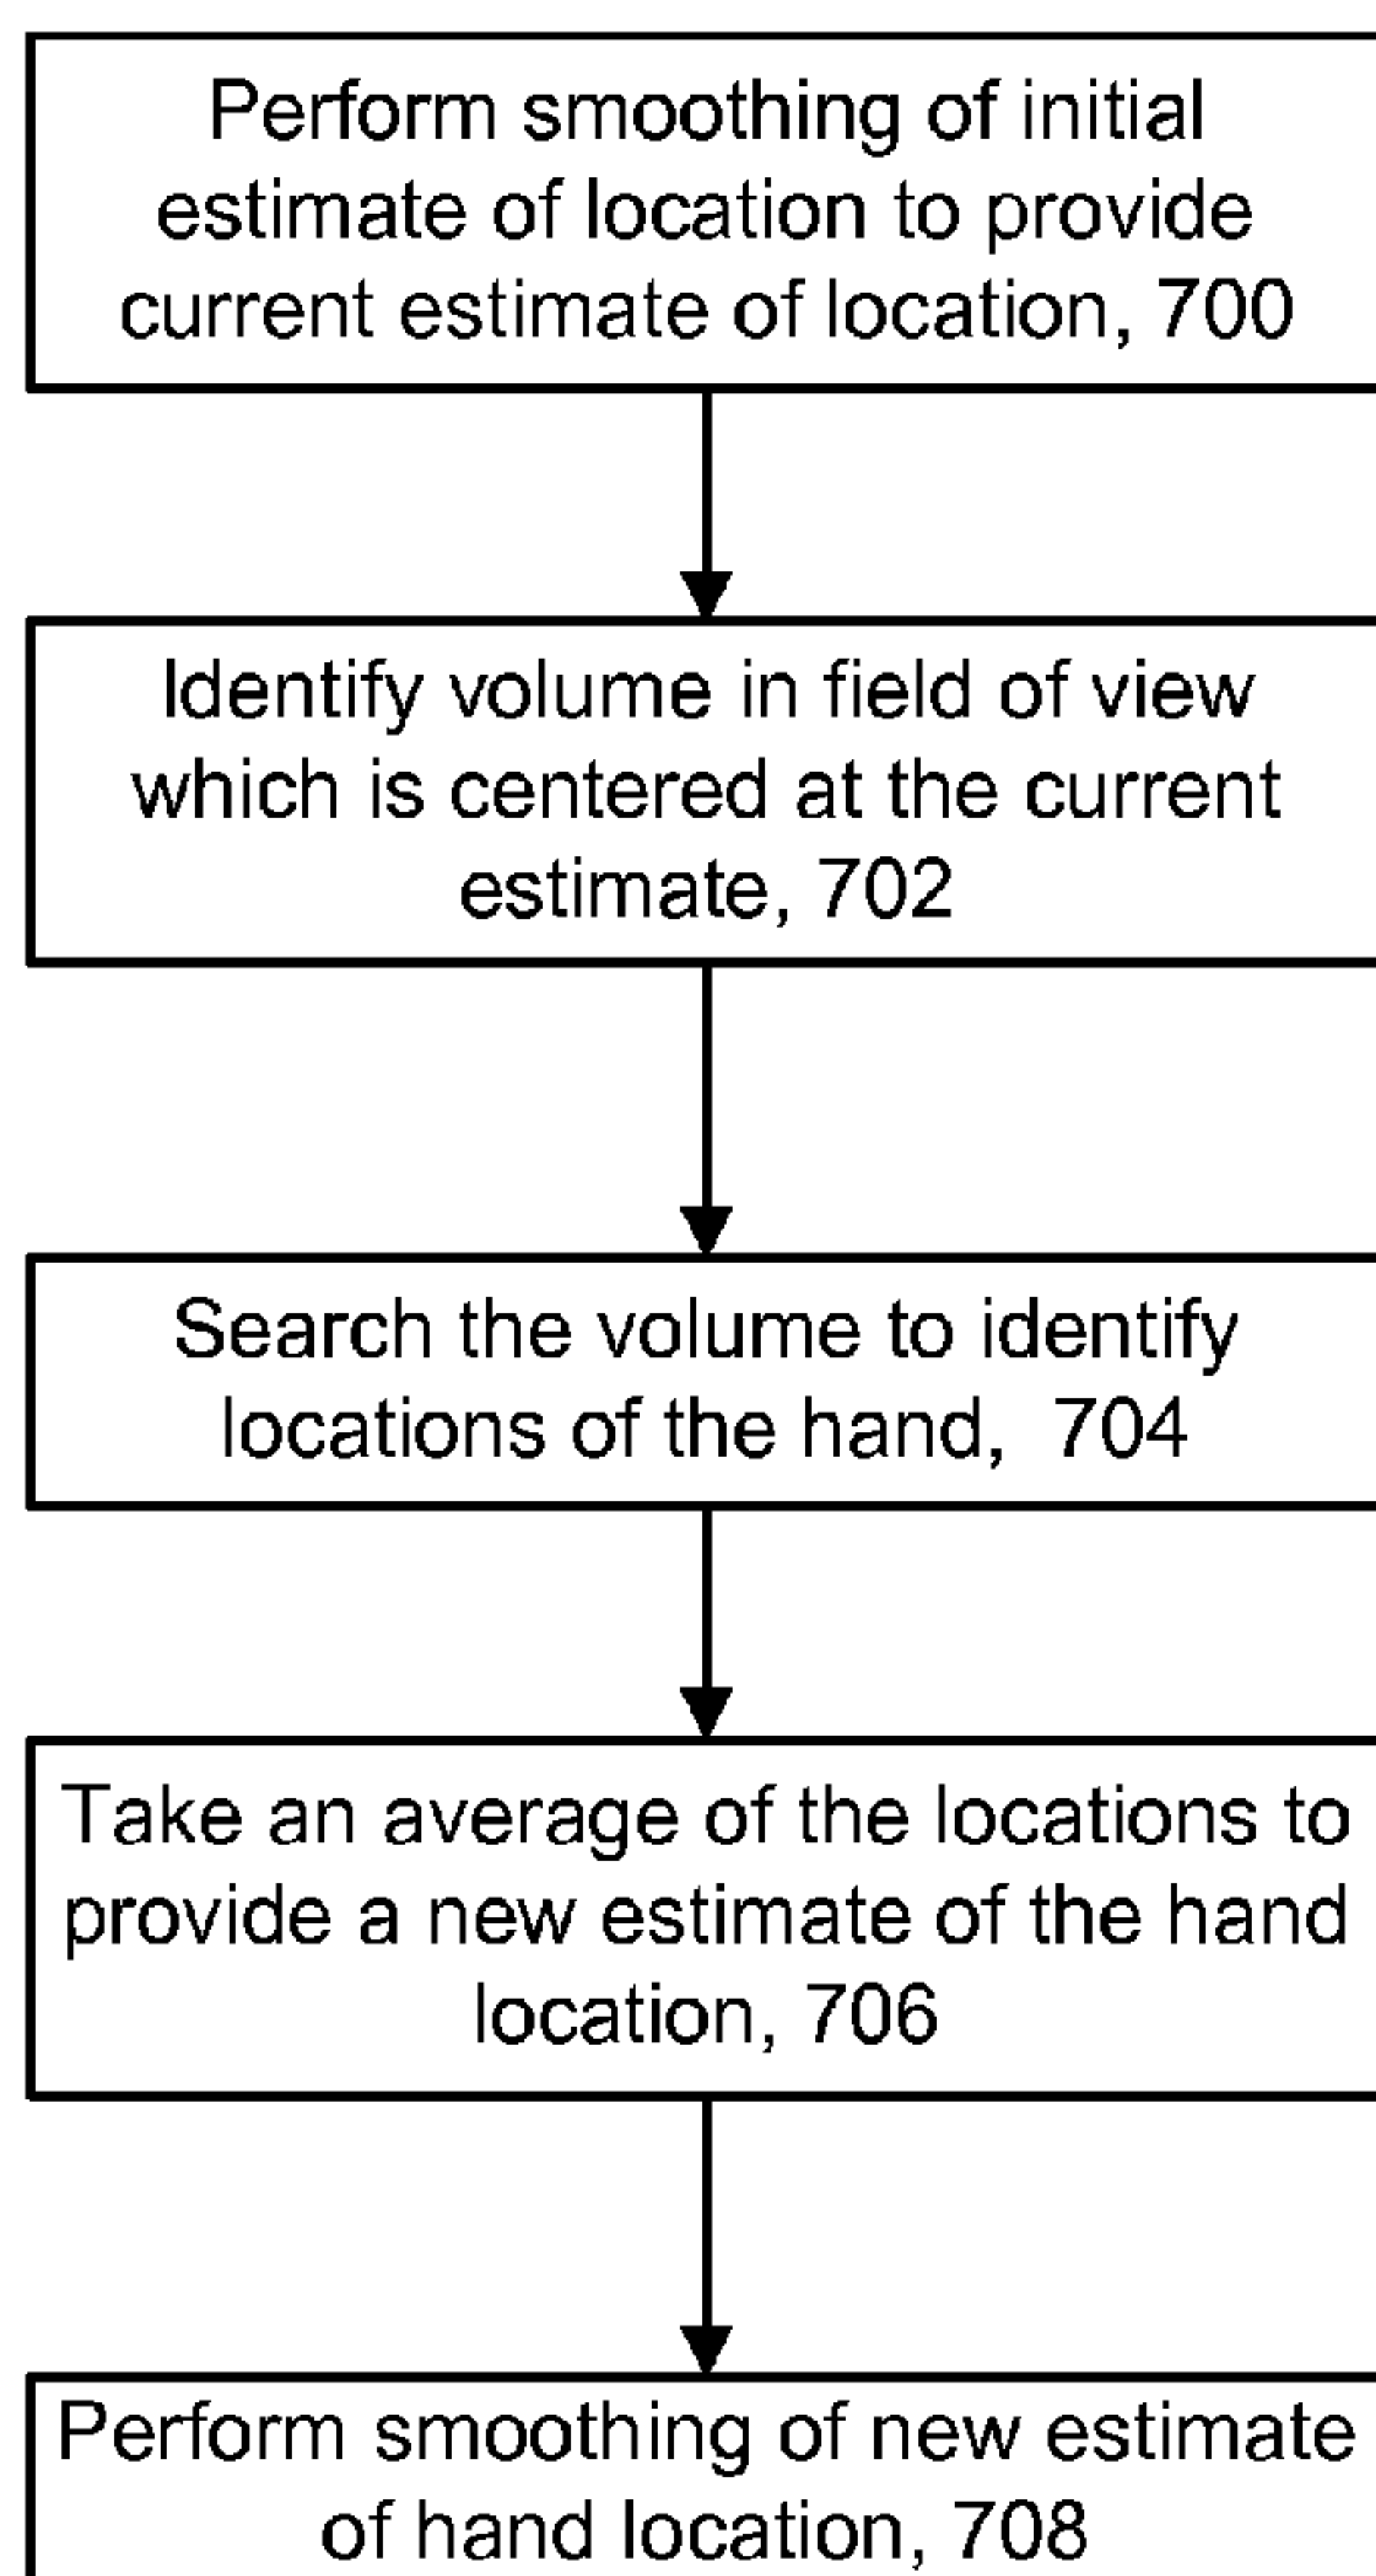 Perform smoothing of initial
estimate of location to provide
current estimate of location, 700
Identify volume in field of view
which is centered at the current
estimate, 702
Search the volume to identify
locations of the hand, 704
Take an average of the locations to
provide a new estimate of the hand
location, 706
Perform smoothing of new estimate
of hand location, 708